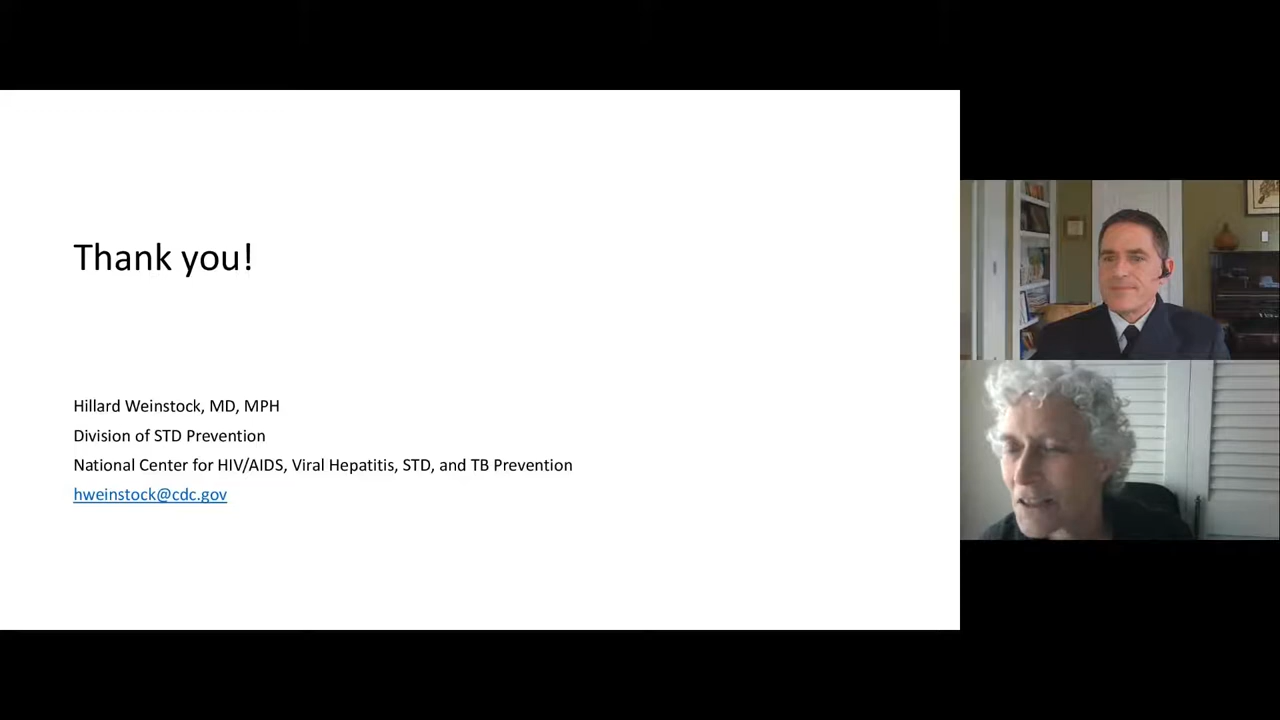 Thank you!
Hillard Weinstock, MD, MPH
Division of STD Prevention
National Center for HIV/AIDS, Viral Hepatitis, STD, and TB Prevention
hweinstock@cdc.gov